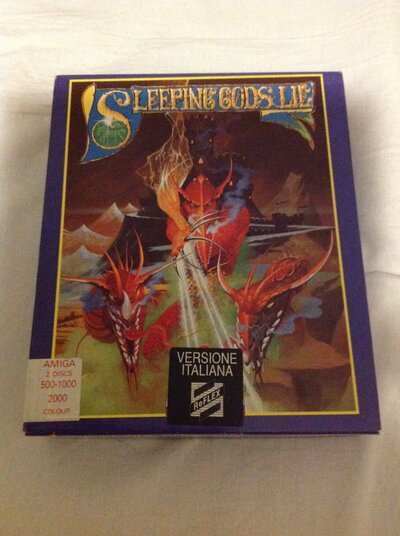 SLEEPING GODS LIE
AMIGA
2 DISCS
500-1000
2000
COLOUR
VERSIONE
ITALIANA
ReFLEX